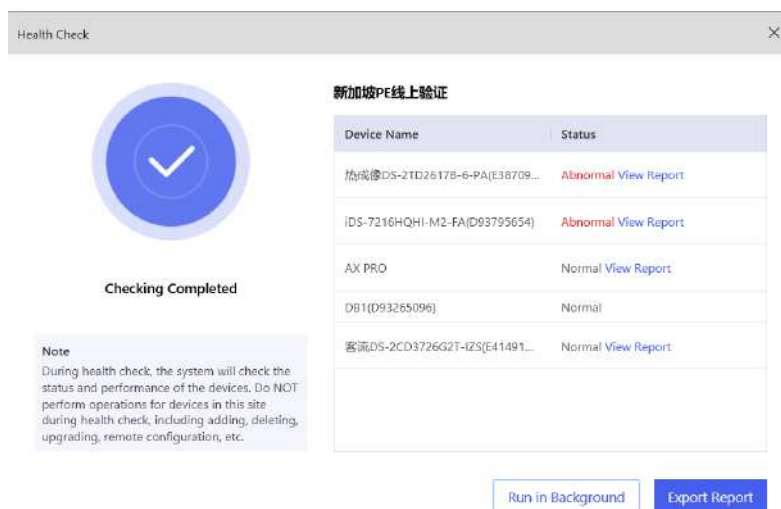 Health Check
新加坡PE线上验证
Device Name Status
热成像DS-2TD2617B-6-PA(E38709... Abnormal View Report
iDS-7216HQHI-M2-FA(D93795654) Abnormal View Report
AX PRO Normal View Report
DB1(D93265096) Normal
客流DS-2CD3726G2T-IZS(E41491... Normal View Report
Checking Completed
Note
During health check, the system will check the
status and performance of the devices. Do NOT
perform operations for devices in this site
during health check, including adding, deleting,
upgrading, remote configuration, etc.
Run in Background Export Report